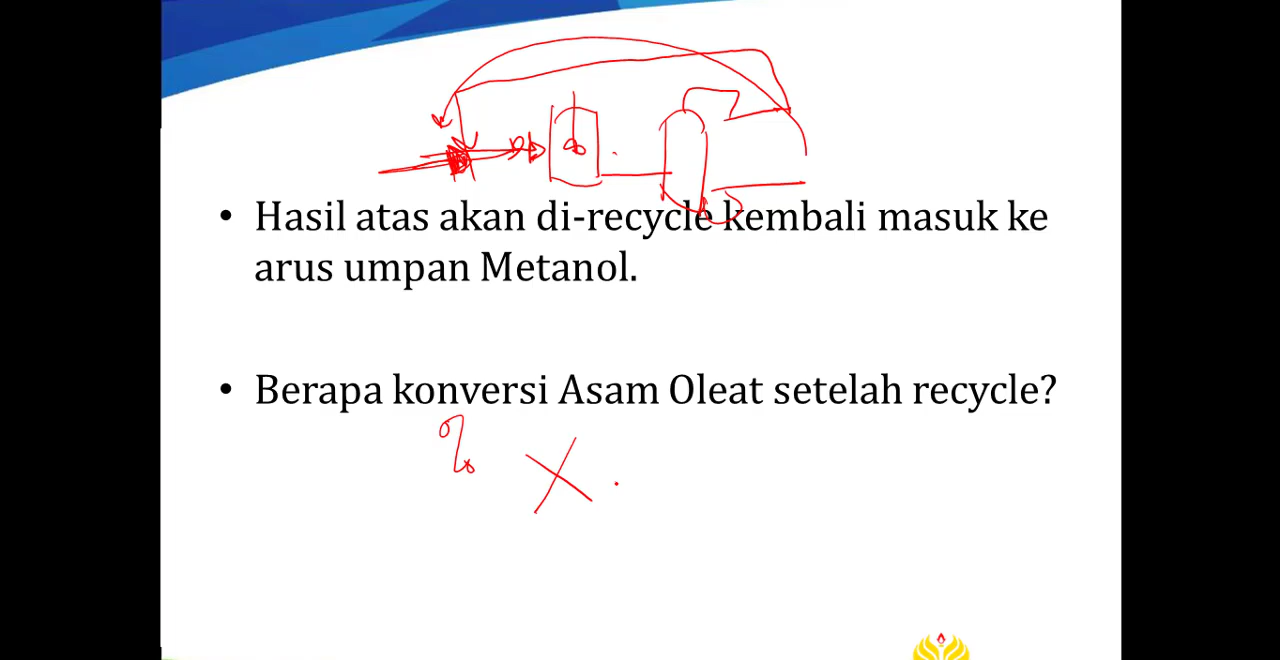 • Hasil atas akan di-recycle kembali masuk ke
arus umpan Metanol.
• Berapa konversi Asam Oleat setelah recycle?
% X.